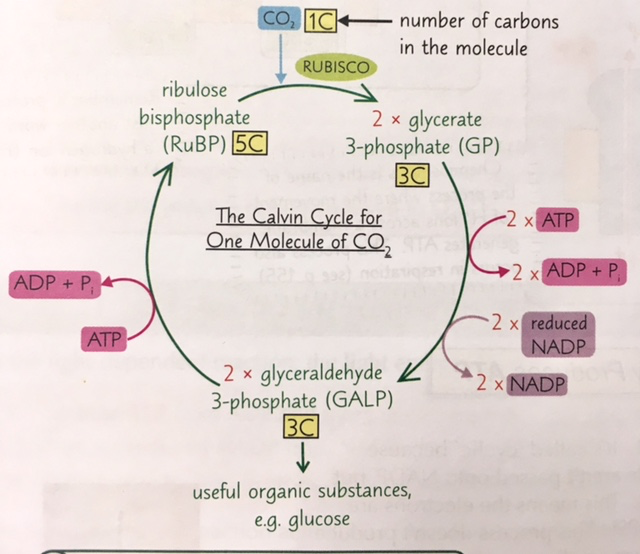 CO₂ 1C number of carbons
in the molecule
RUBISCO
ribulose
bisphosphate
(RuBP) 5C
2 × glycerate
3-phosphate (GP)
3C
The Calvin Cycle for
One Molecule of CO₂
2 × ATP
2 × ADP + Pᵢ
2 × reduced
NADP
2 × NADP
ADP + Pᵢ
ATP
2 × glyceraldehyde
3-phosphate (GALP)
3C
useful organic substances,
e.g. glucose